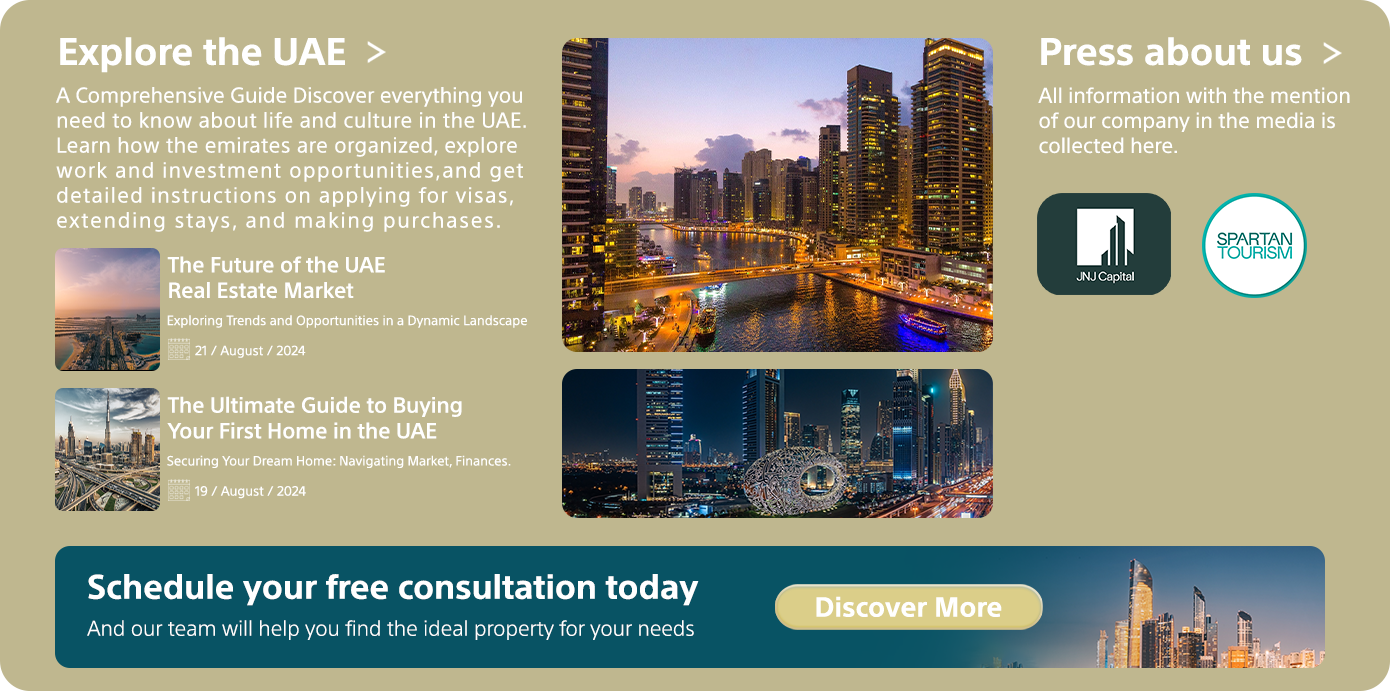 Explore the UAE >
A Comprehensive Guide Discover everything you
need to know about life and culture in the UAE.
Learn how the emirates are organized, explore
work and investment opportunities,and get
detailed instructions on applying for visas,
extending stays, and making purchases.
The Future of the UAE
Real Estate Market
Exploring Trends and Opportunities in a Dynamic Landscape
21 / August / 2024
The Ultimate Guide to Buying
Your First Home in the UAE
Securing Your Dream Home: Navigating Market, Finances.
19 / August / 2024
Press about us >
All information with the mention
of our company in the media is
collected here.
JNJ Capital
SPARTAN
TOURISM
Schedule your free consultation today
And our team will help you find the ideal property for your needs
Discover More